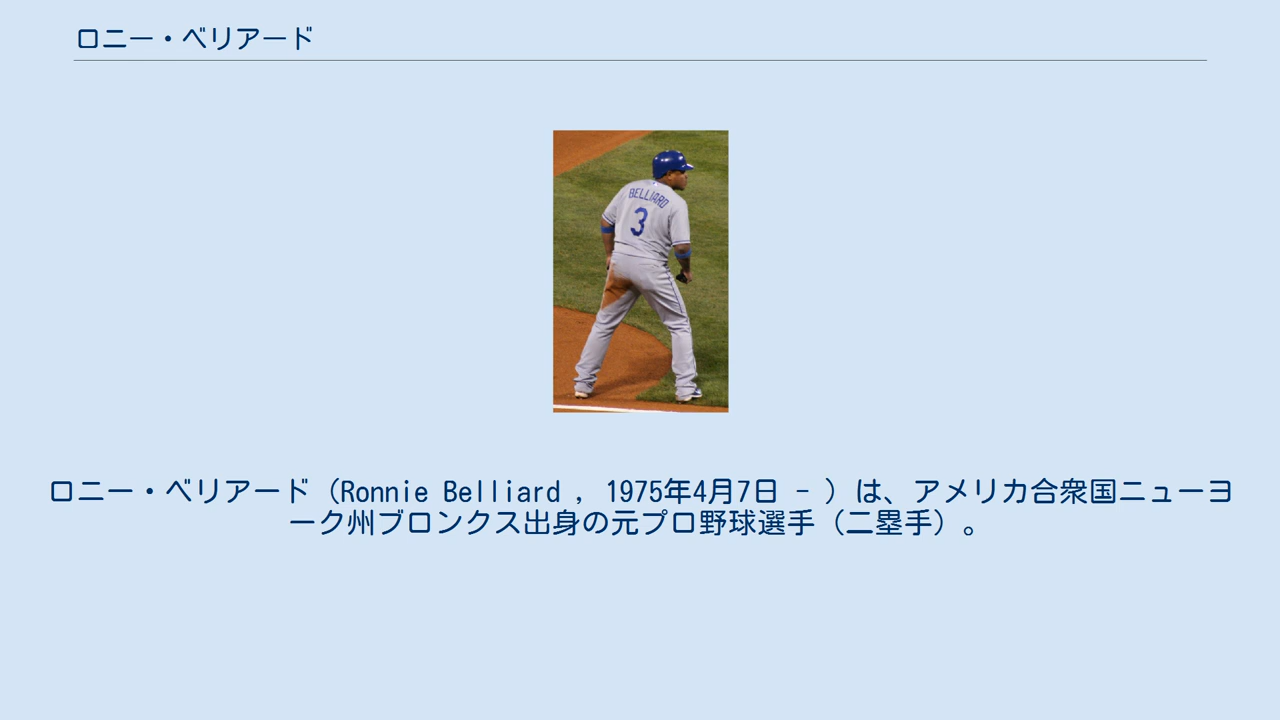 ロニー・ベリアード
BELLIARD
3
ロニー・ベリアード（Ronnie Belliard , 1975年4月7日 - ）は、アメリカ合衆国ニューヨ
ーク州ブロンクス出身の元プロ野球選手（二塁手）。